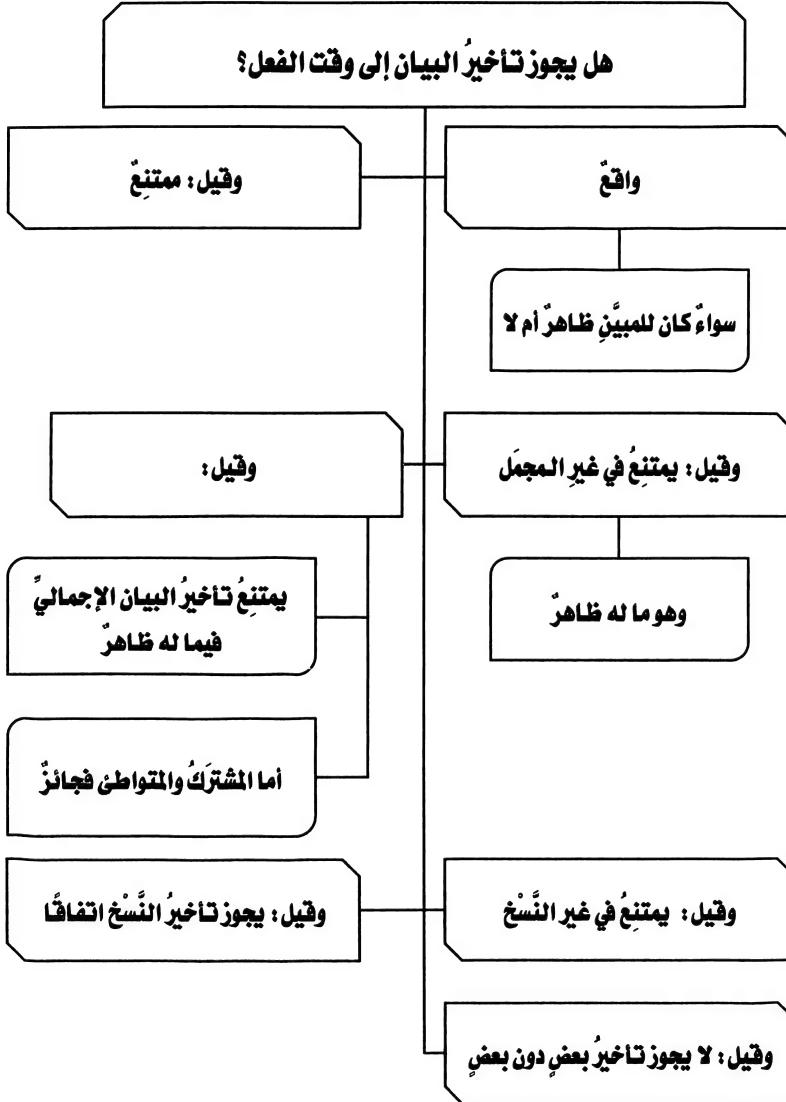 هل يجوز تأخيرُ البيان إلى وقت الفعل؟
واقعٌ
وقيل: ممتنِعٌ
سواءٌ كان للمبيَّنِ ظاهرٌ أم لا
وقيل: يمتنِعُ في غيرِ المجمَل
وقيل:
وهو ما له ظاهرٌ
يمتنِعُ تأخيرُ البيان الإجماليِّ
فيما له ظاهرٌ
أما المشترَكُ والمتواطئ فجائزٌ
وقيل: يمتنِعُ في غير النَّسْخ
وقيل: يجوز تأخيرُ النَّسْخ اتفاقًا
وقيل: لا يجوز تأخيرُ بعضٍ دون بعضٍ